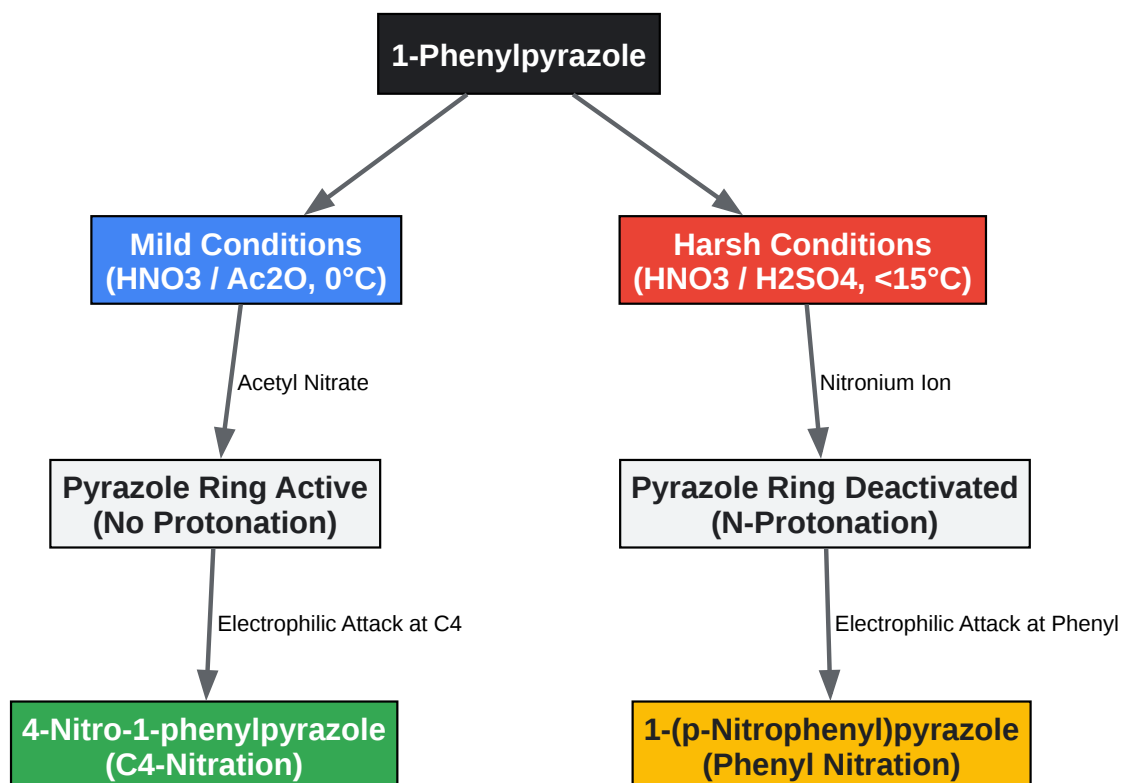 1-Phenylpyrazole
Mild Conditions
(HNO3 / Ac2O, 0°C)
Harsh Conditions
(HNO3 / H2SO4, <15°C)
Acetyl Nitrate
Nitronium Ion
Pyrazole Ring Active
(No Protonation)
Pyrazole Ring Deactivated
(N-Protonation)
Electrophilic Attack at C4
Electrophilic Attack at Phenyl
4-Nitro-1-phenylpyrazole
(C4-Nitration)
1-(p-Nitrophenyl)pyrazole
(Phenyl Nitration)